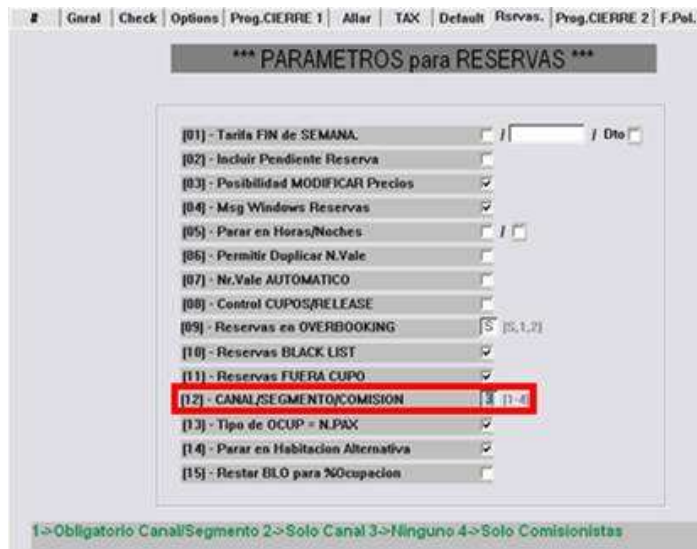 # Gnral Check Options Prog.CIERRE 1 Allar TAX Default Rsrvas. Prog.CIERRE 2 F.Poi.
*** PARAMETROS para RESERVAS ***
[01] - Tarifa FIN de SEMANA. / / Dto
[02] - Incluir Pendiente Reserva
[03] - Posibilidad MODIFICAR Precios
[04] - Msg Windows Reservas
[05] - Parar en Horas/Noches /
[06] - Permitir Duplicar N.Vale
[07] - Nr.Vale AUTOMATICO
[08] - Control CUPOS/RELEASE
[09] - Reservas en OVERBOOKING S [S,1,2]
[10] - Reservas BLACK LIST
[11] - Reservas FUERA CUPO
[12] - CANAL/SEGMENTO/COMISION 3 [1-4]
[13] - Tipo de OCUP = N.PAX
[14] - Parar en Habitacion Alternativa
[15] - Restar BLO para %Ocupacion
1->Obligatorio Canal/Segmento 2->Solo Canal 3->Ninguno 4->Solo Comisionistas